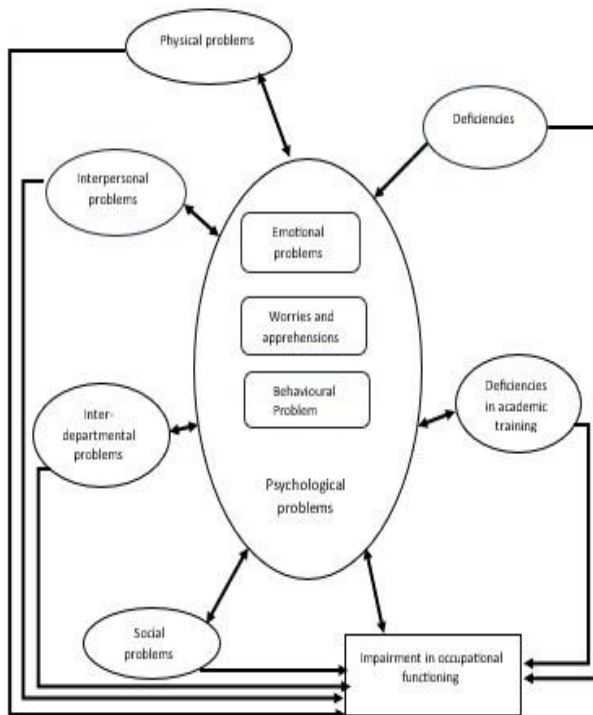 Physical problems
Deficiencies
Interpersonal
problems
Emotional
problems
Worries and
apprehensions
Behavioural
Problem
Deficiencies
in academic
training
Inter-
departmental
problems
Psychological
problems
Social
problems
Impairment in occupational
functioning